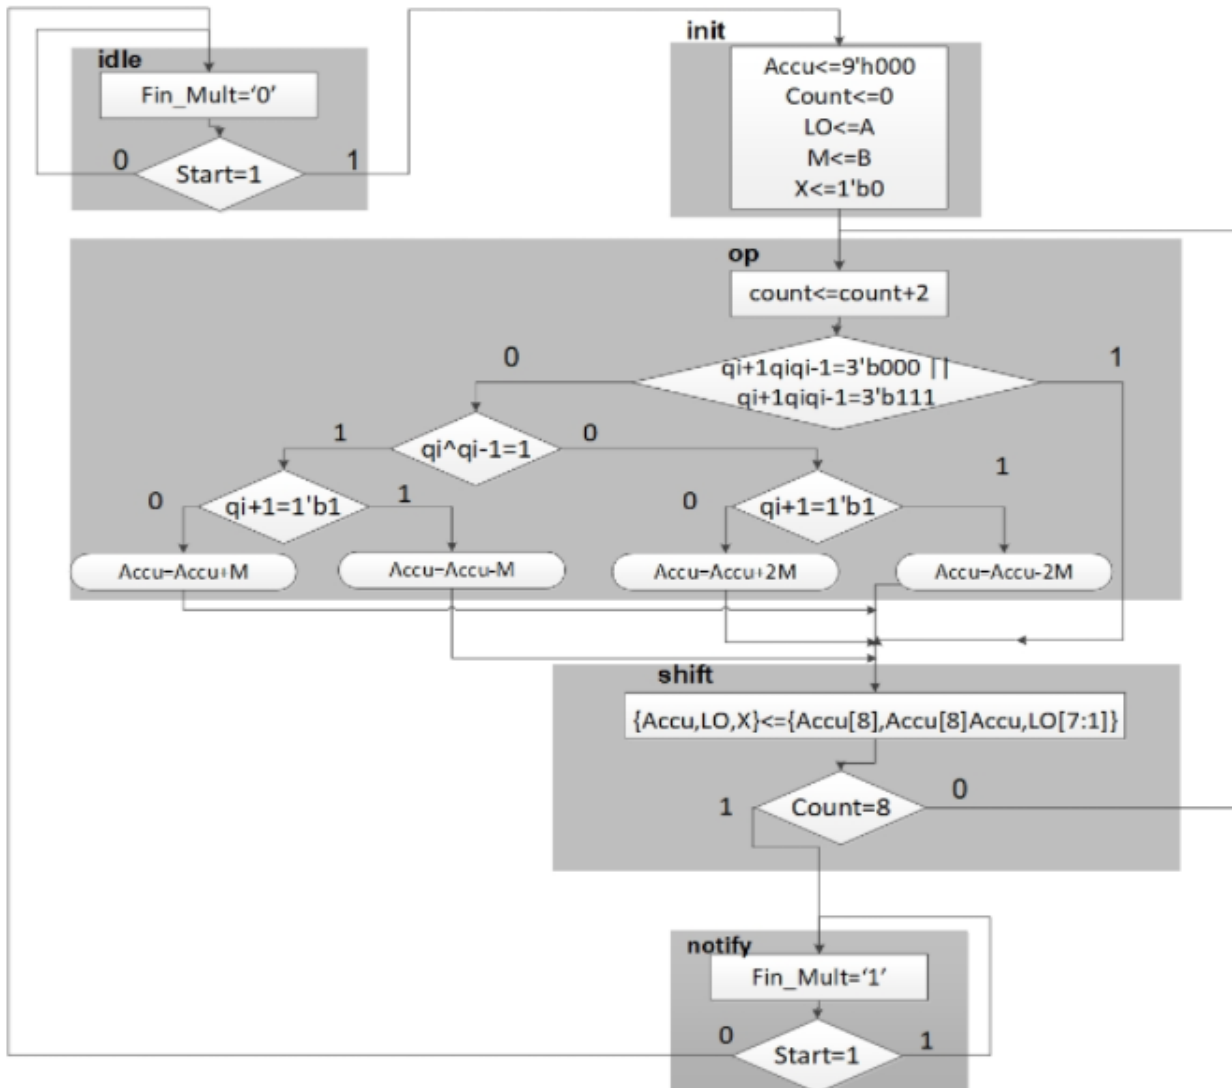 idle
Fin_Mult=‘0’
Start=1
0
1
init
Accu<=9'h000
Count<=0
LO<=A
M<=B
X<=1'b0
op
count<=count+2
qi+1qiqi-1=3'b000 ||
qi+1qiqi-1=3'b111
0
1
qi^qi-1=1
1
0
qi+1=1'b1
0
1
qi+1=1'b1
0
1
Accu=Accu+M
Accu=Accu-M
Accu=Accu+2M
Accu=Accu-2M
shift
{Accu,LO,X}<={Accu[8],Accu[8]Accu,LO[7:1]}
Count=8
1
0
notify
Fin_Mult=‘1’
Start=1
0
1